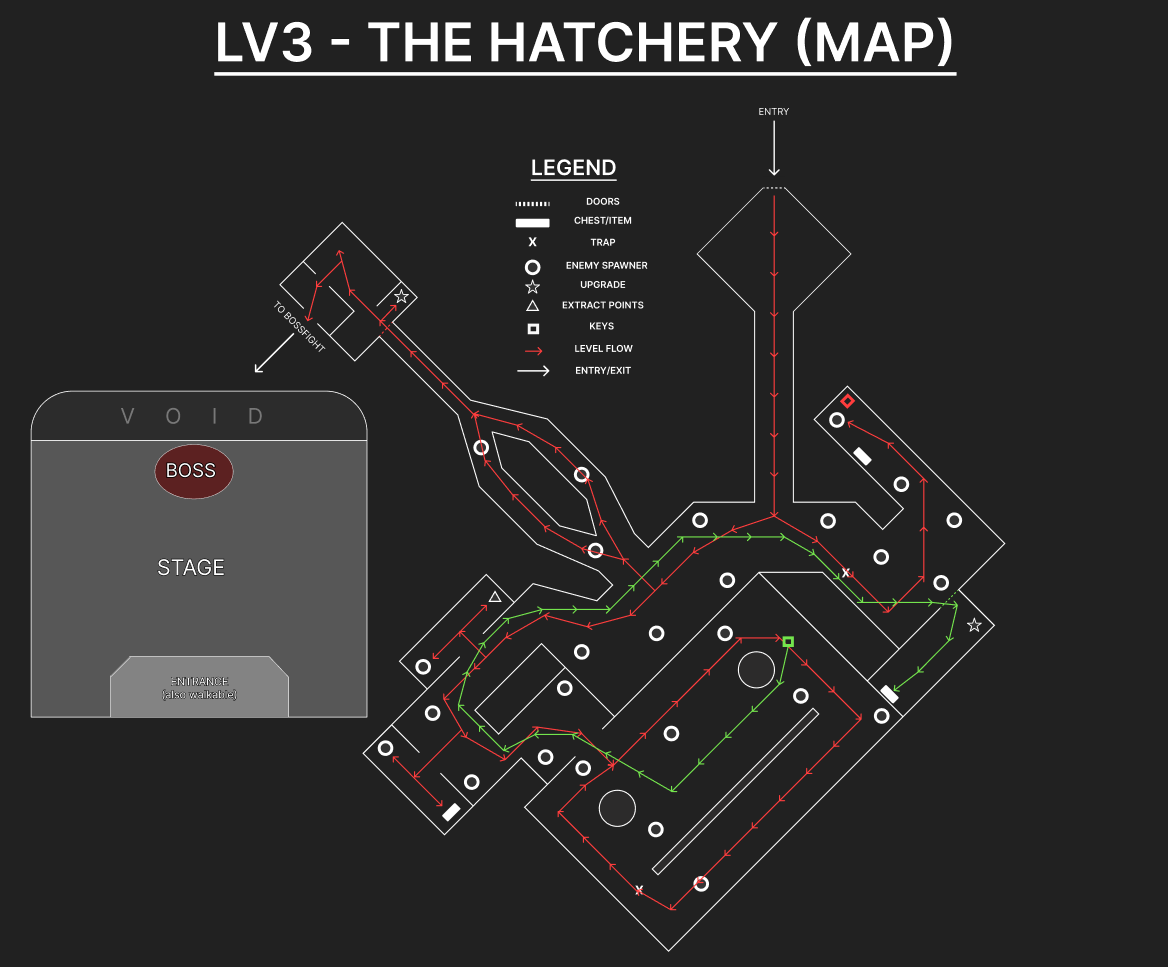 LV3 - THE HATCHERY (MAP)
ENTRY
LEGEND
DOORS
CHEST/ITEM
X TRAP
ENEMY SPAWNER
UPGRADE
EXTRACT POINTS
KEYS
LEVEL FLOW
ENTRY/EXIT
TO BOSSFIGHT
VOID
BOSS
STAGE
X
ENTRANCE
(also walkable)
X